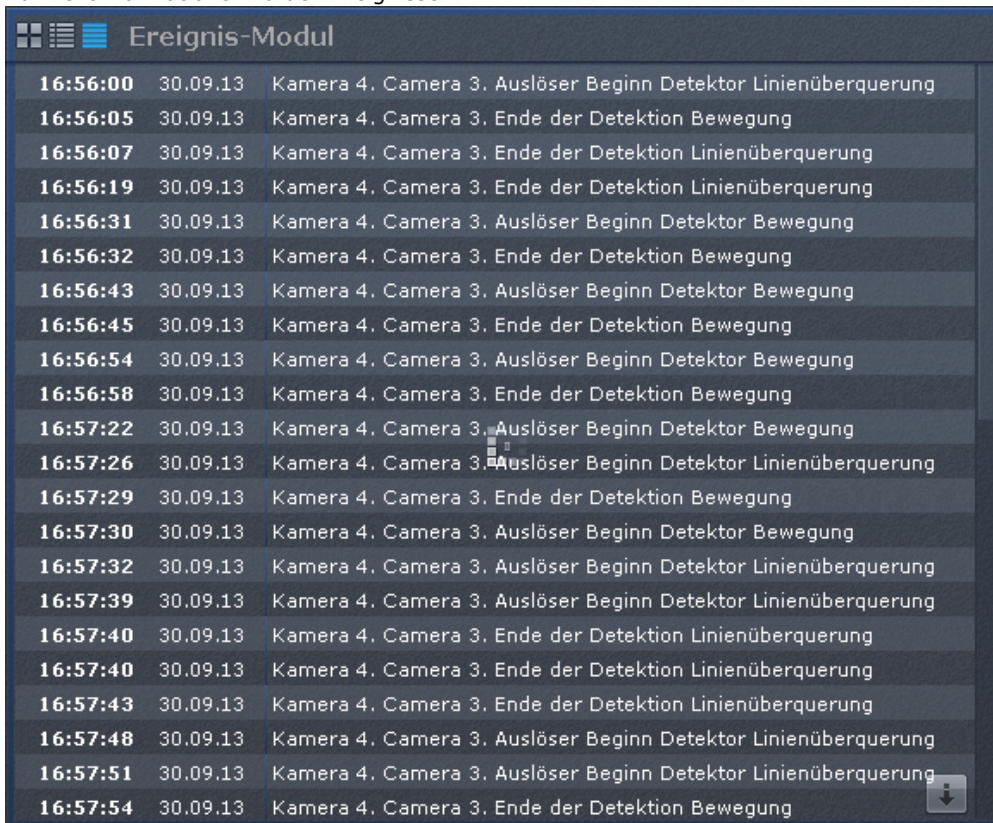 Ereignis-Modul
16:56:00 30.09.13 Kamera 4. Camera 3. Auslöser Beginn Detektor Linienüberquerung
16:56:05 30.09.13 Kamera 4. Camera 3. Ende der Detektion Bewegung
16:56:07 30.09.13 Kamera 4. Camera 3. Ende der Detektion Linienüberquerung
16:56:19 30.09.13 Kamera 4. Camera 3. Ende der Detektion Linienüberquerung
16:56:31 30.09.13 Kamera 4. Camera 3. Auslöser Beginn Detektor Bewegung
16:56:32 30.09.13 Kamera 4. Camera 3. Ende der Detektion Bewegung
16:56:43 30.09.13 Kamera 4. Camera 3. Auslöser Beginn Detektor Bewegung
16:56:45 30.09.13 Kamera 4. Camera 3. Ende der Detektion Bewegung
16:56:54 30.09.13 Kamera 4. Camera 3. Auslöser Beginn Detektor Bewegung
16:56:58 30.09.13 Kamera 4. Camera 3. Ende der Detektion Bewegung
16:57:22 30.09.13 Kamera 4. Camera 3. Auslöser Beginn Detektor Bewegung
16:57:26 30.09.13 Kamera 4. Camera 3. Auslöser Beginn Detektor Linienüberquerung
16:57:29 30.09.13 Kamera 4. Camera 3. Ende der Detektion Bewegung
16:57:30 30.09.13 Kamera 4. Camera 3. Auslöser Beginn Detektor Bewegung
16:57:32 30.09.13 Kamera 4. Camera 3. Auslöser Beginn Detektor Linienüberquerung
16:57:39 30.09.13 Kamera 4. Camera 3. Auslöser Beginn Detektor Linienüberquerung
16:57:40 30.09.13 Kamera 4. Camera 3. Ende der Detektion Linienüberquerung
16:57:40 30.09.13 Kamera 4. Camera 3. Ende der Detektion Linienüberquerung
16:57:43 30.09.13 Kamera 4. Camera 3. Ende der Detektion Linienüberquerung
16:57:48 30.09.13 Kamera 4. Camera 3. Auslöser Beginn Detektor Linienüberquerung
16:57:51 30.09.13 Kamera 4. Camera 3. Auslöser Beginn Detektor Linienüberquerung
16:57:54 30.09.13 Kamera 4. Camera 3. Ende der Detektion Bewegung